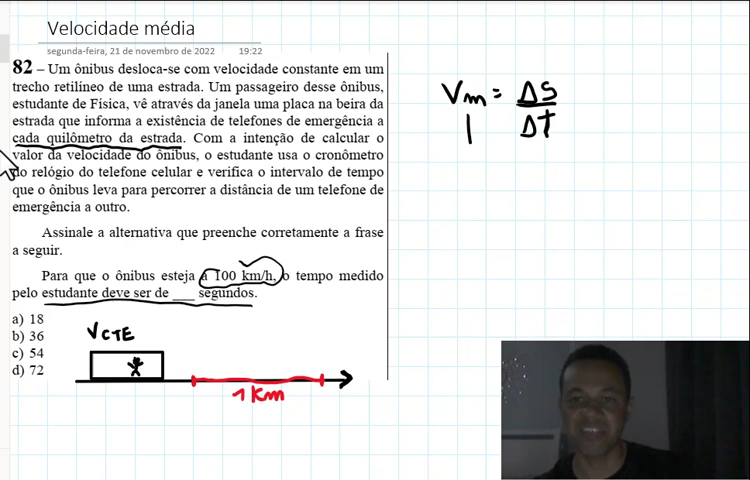 Velocidade média
segunda-feira, 21 de novembro de 2022 19:22
82 – Um ônibus desloca-se com velocidade constante em um
trecho retilíneo de uma estrada. Um passageiro desse ônibus,
estudante de Física, vê através da janela uma placa na beira da
estrada que informa a existência de telefones de emergência a
cada quilômetro da estrada. Com a intenção de calcular o
valor da velocidade do ônibus, o estudante usa o cronômetro
do relógio do telefone celular e verifica o intervalo de tempo
que o ônibus leva para percorrer a distância de um telefone de
emergência a outro.
Assinale a alternativa que preenche corretamente a frase
a seguir.
Para que o ônibus esteja a 100 km/h, o tempo medido
pelo estudante deve ser de ___ segundos.
a) 18
b) 36
c) 54
d) 72
VCTE
1 Km
Vm = ΔS
ΔT